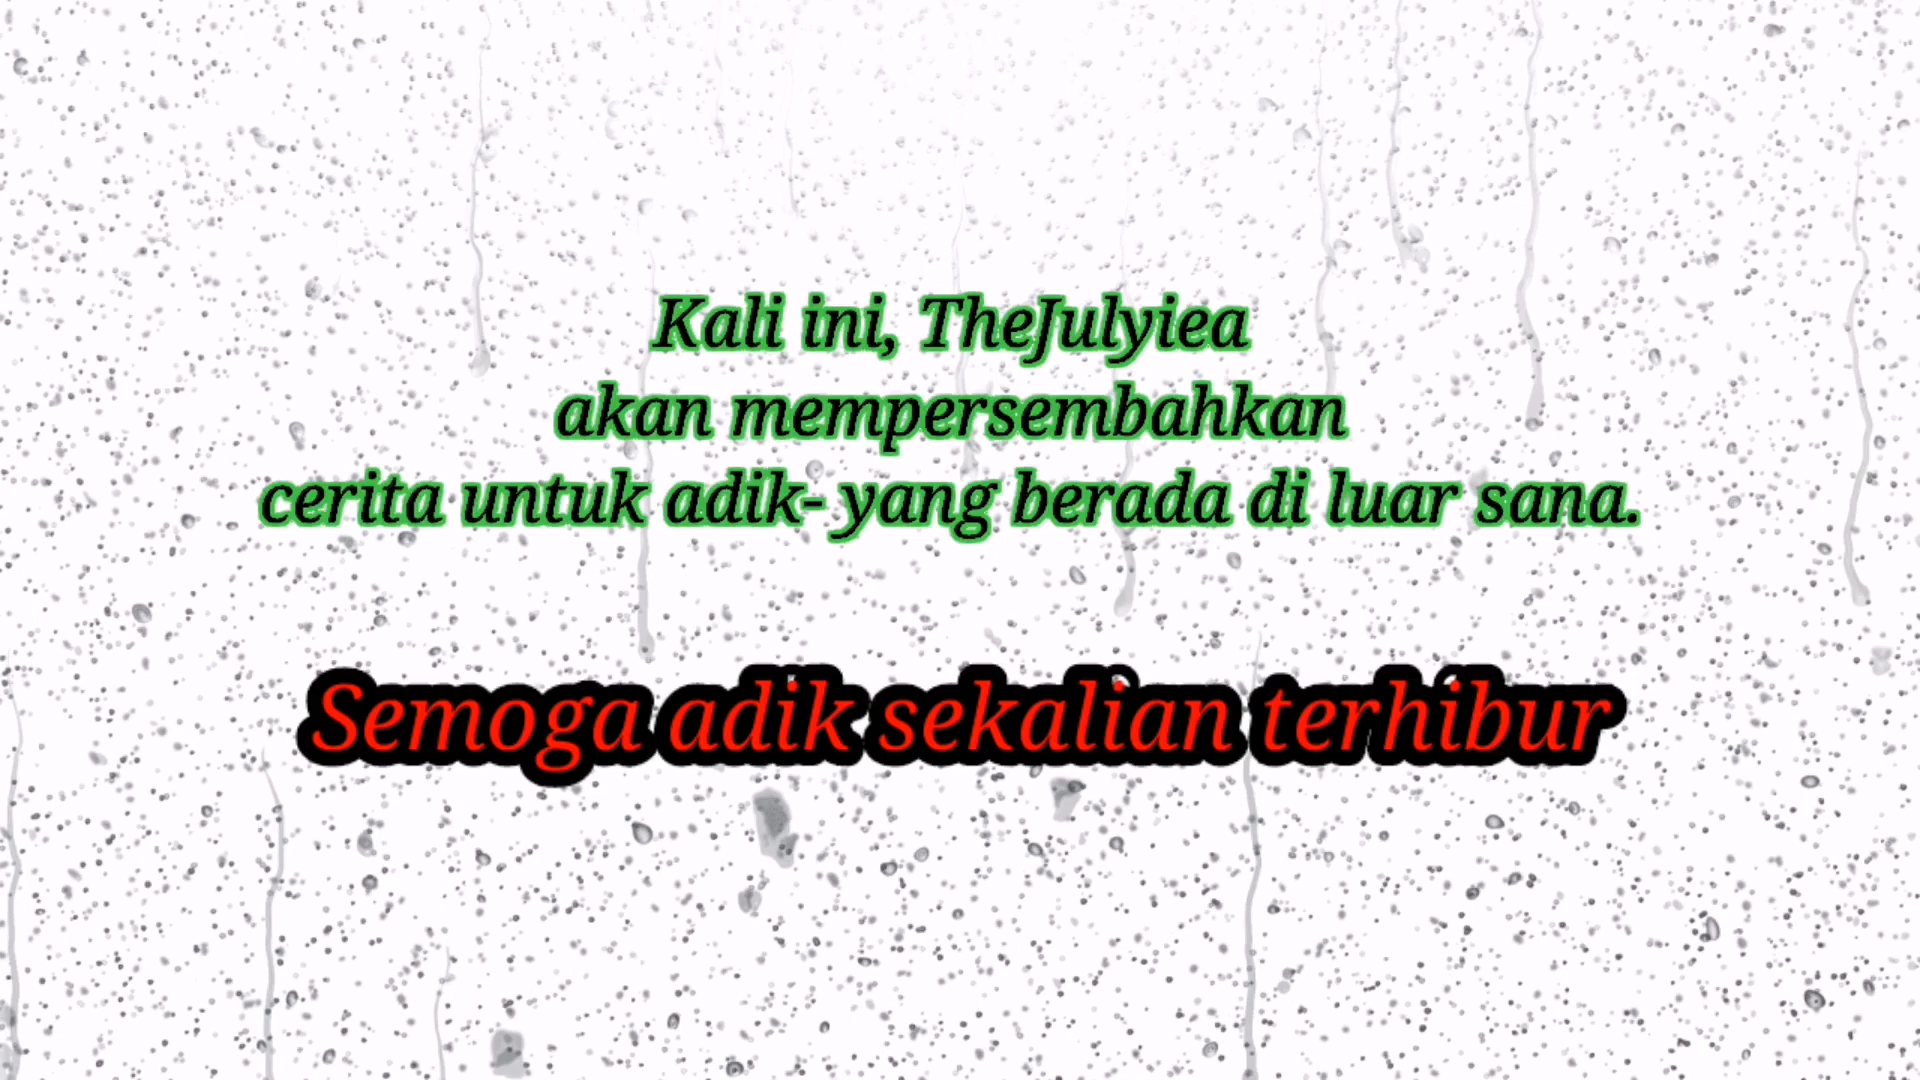 Kali ini, TheJulyiea
akan mempersembahkan
cerita untuk adik- yang berada di luar sana.
Semoga adik sekalian terhibur